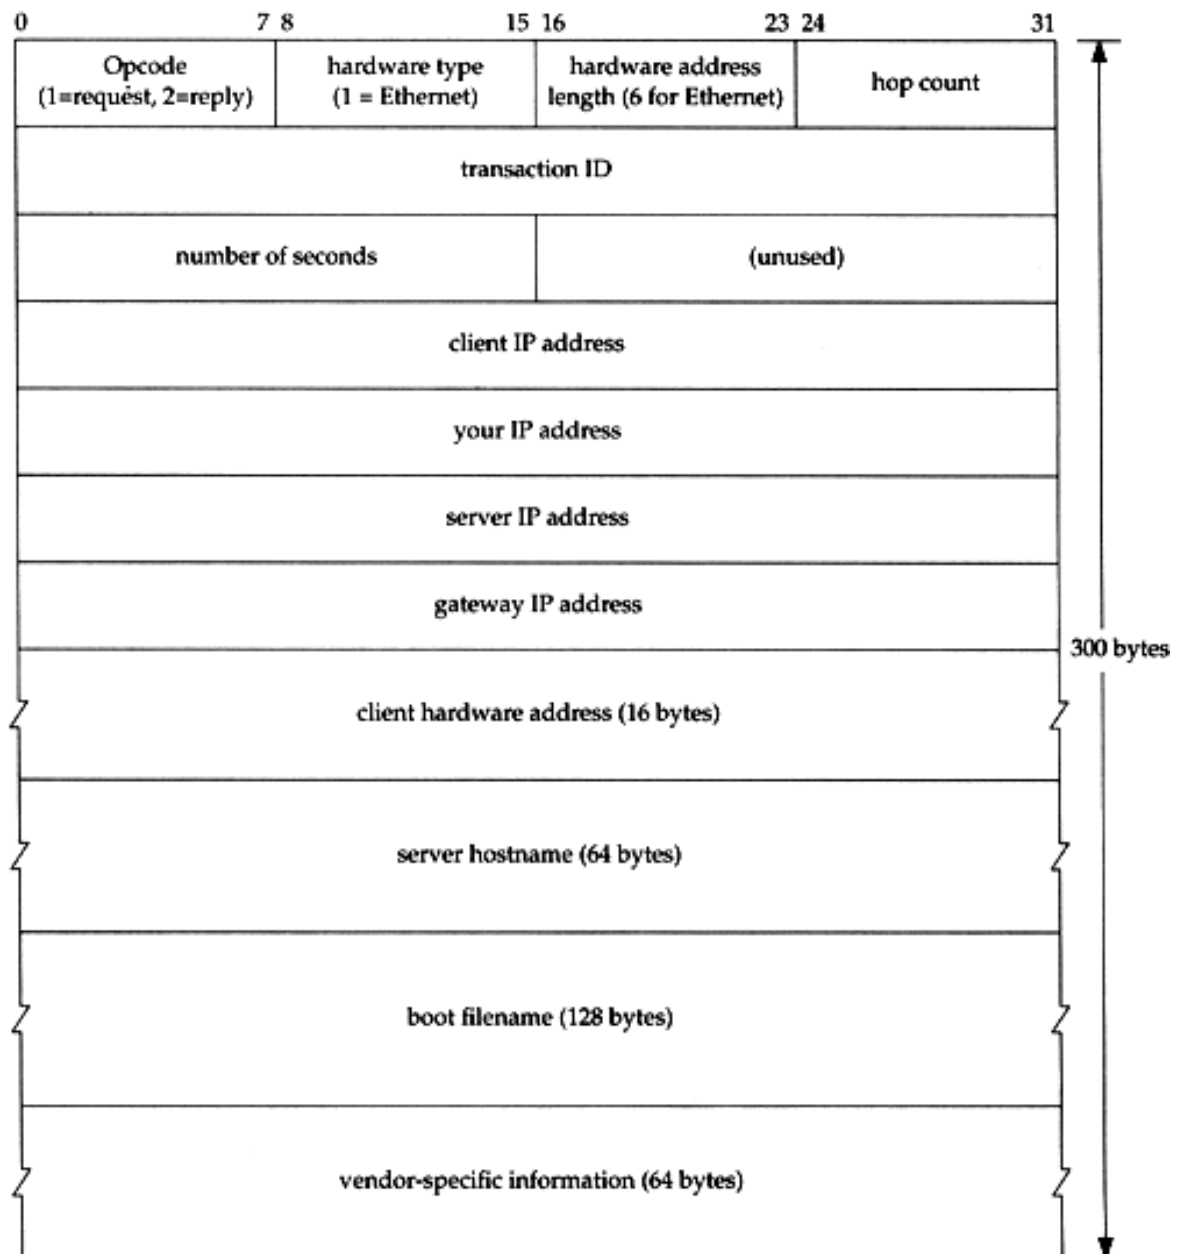 0 7 8 15 16 23 24 31
Opcode
(1=request, 2=reply)
hardware type
(1 = Ethernet)
hardware address
length (6 for Ethernet)
hop count
transaction ID
number of seconds
(unused)
client IP address
your IP address
server IP address
gateway IP address
300 bytes
client hardware address (16 bytes)
server hostname (64 bytes)
boot filename (128 bytes)
vendor-specific information (64 bytes)